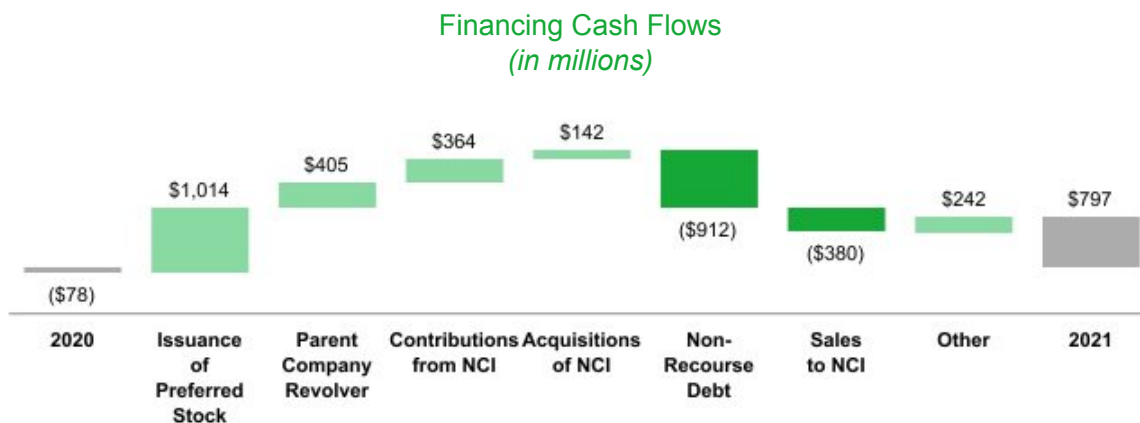 Financing Cash Flows
(in millions)
$1,014
$405
$364
$142
$242
$797
($78)
($912)
($380)
2020
Issuance
of
Preferred
Stock
Parent
Company
Revolver
Contributions
from NCI
Acquisitions
of NCI
Non-
Recourse
Debt
Sales
to NCI
Other
2021